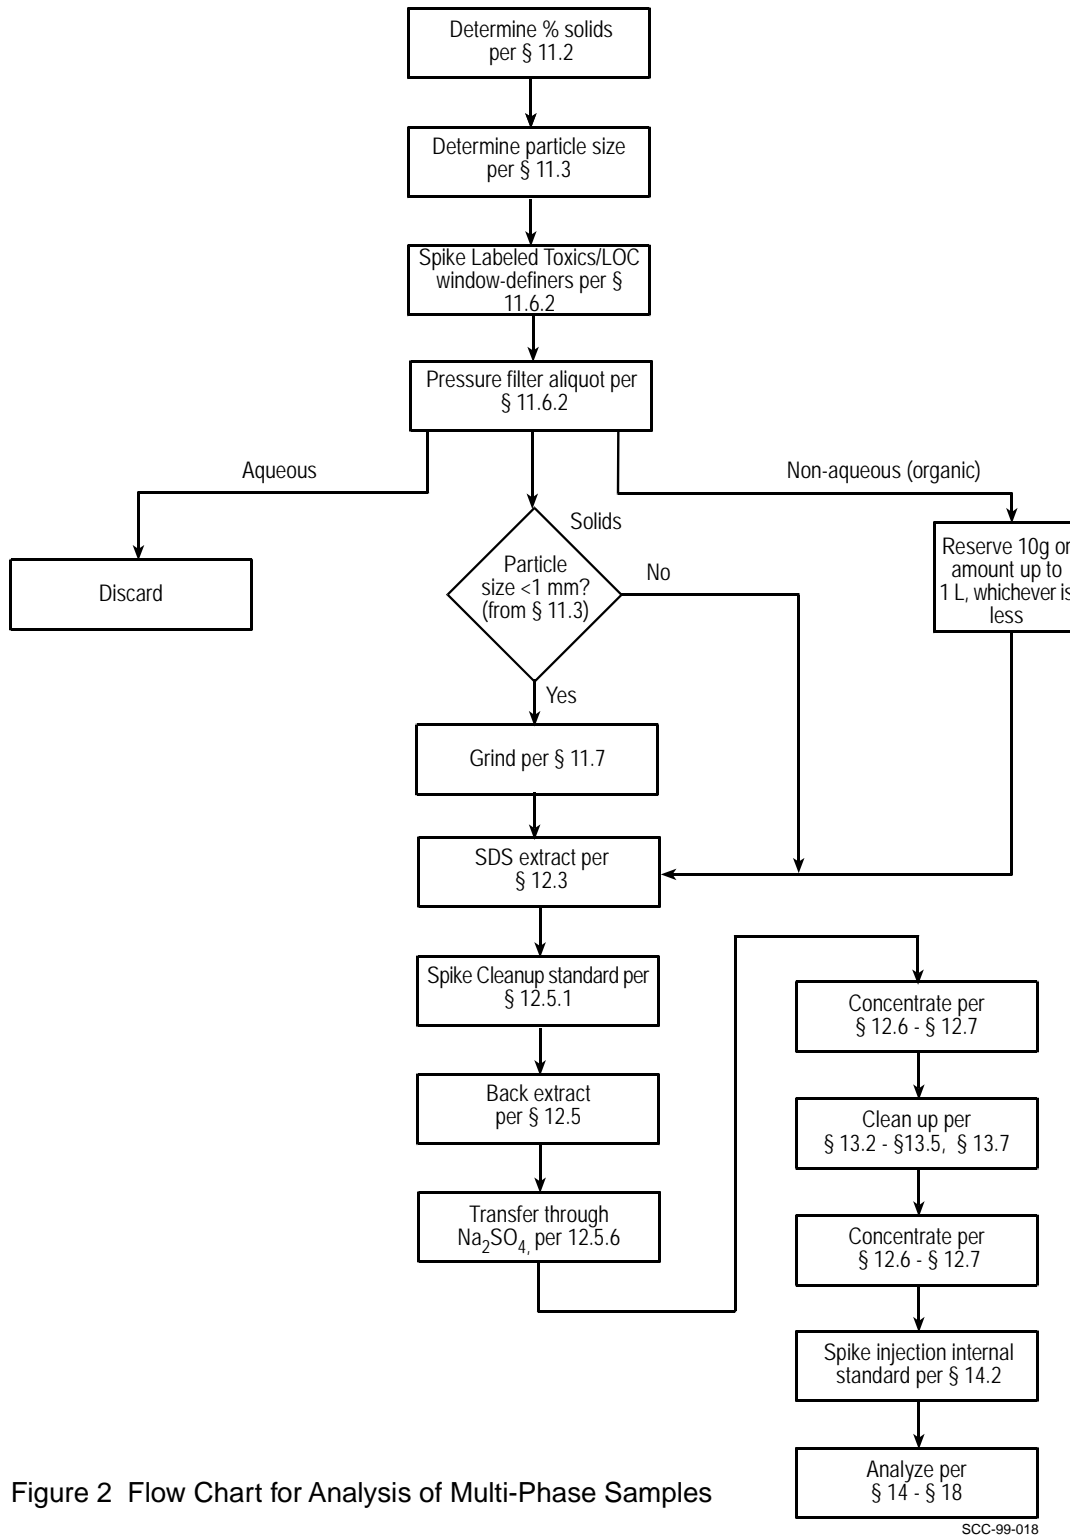 Determine % solids
per § 11.2
Determine particle size
per § 11.3
Spike Labeled Toxics/LOC
window-definers per §
11.6.2
Pressure filter aliquot per
§ 11.6.2
Aqueous
Non-aqueous (organic)
Solids
Discard
Particle
size <1 mm?
(from § 11.3)
No
Reserve 10g or
amount up to
1 L, whichever is
less
Yes
Grind per § 11.7
SDS extract per
§ 12.3
Spike Cleanup standard per
§ 12.5.1
Back extract
per § 12.5
Transfer through
Na₂SO₄, per 12.5.6
Concentrate per
§ 12.6 - § 12.7
Clean up per
§ 13.2 - §13.5, § 13.7
Concentrate per
§ 12.6 - § 12.7
Spike injection internal
standard per § 14.2
Analyze per
§ 14 - § 18
Figure 2 Flow Chart for Analysis of Multi-Phase Samples
SCC-99-018